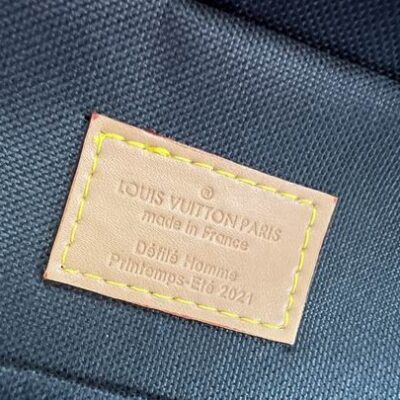 ®
LOUIS VUITTON PARIS
made in France
Défilé Homme
Printemps-Été 2021